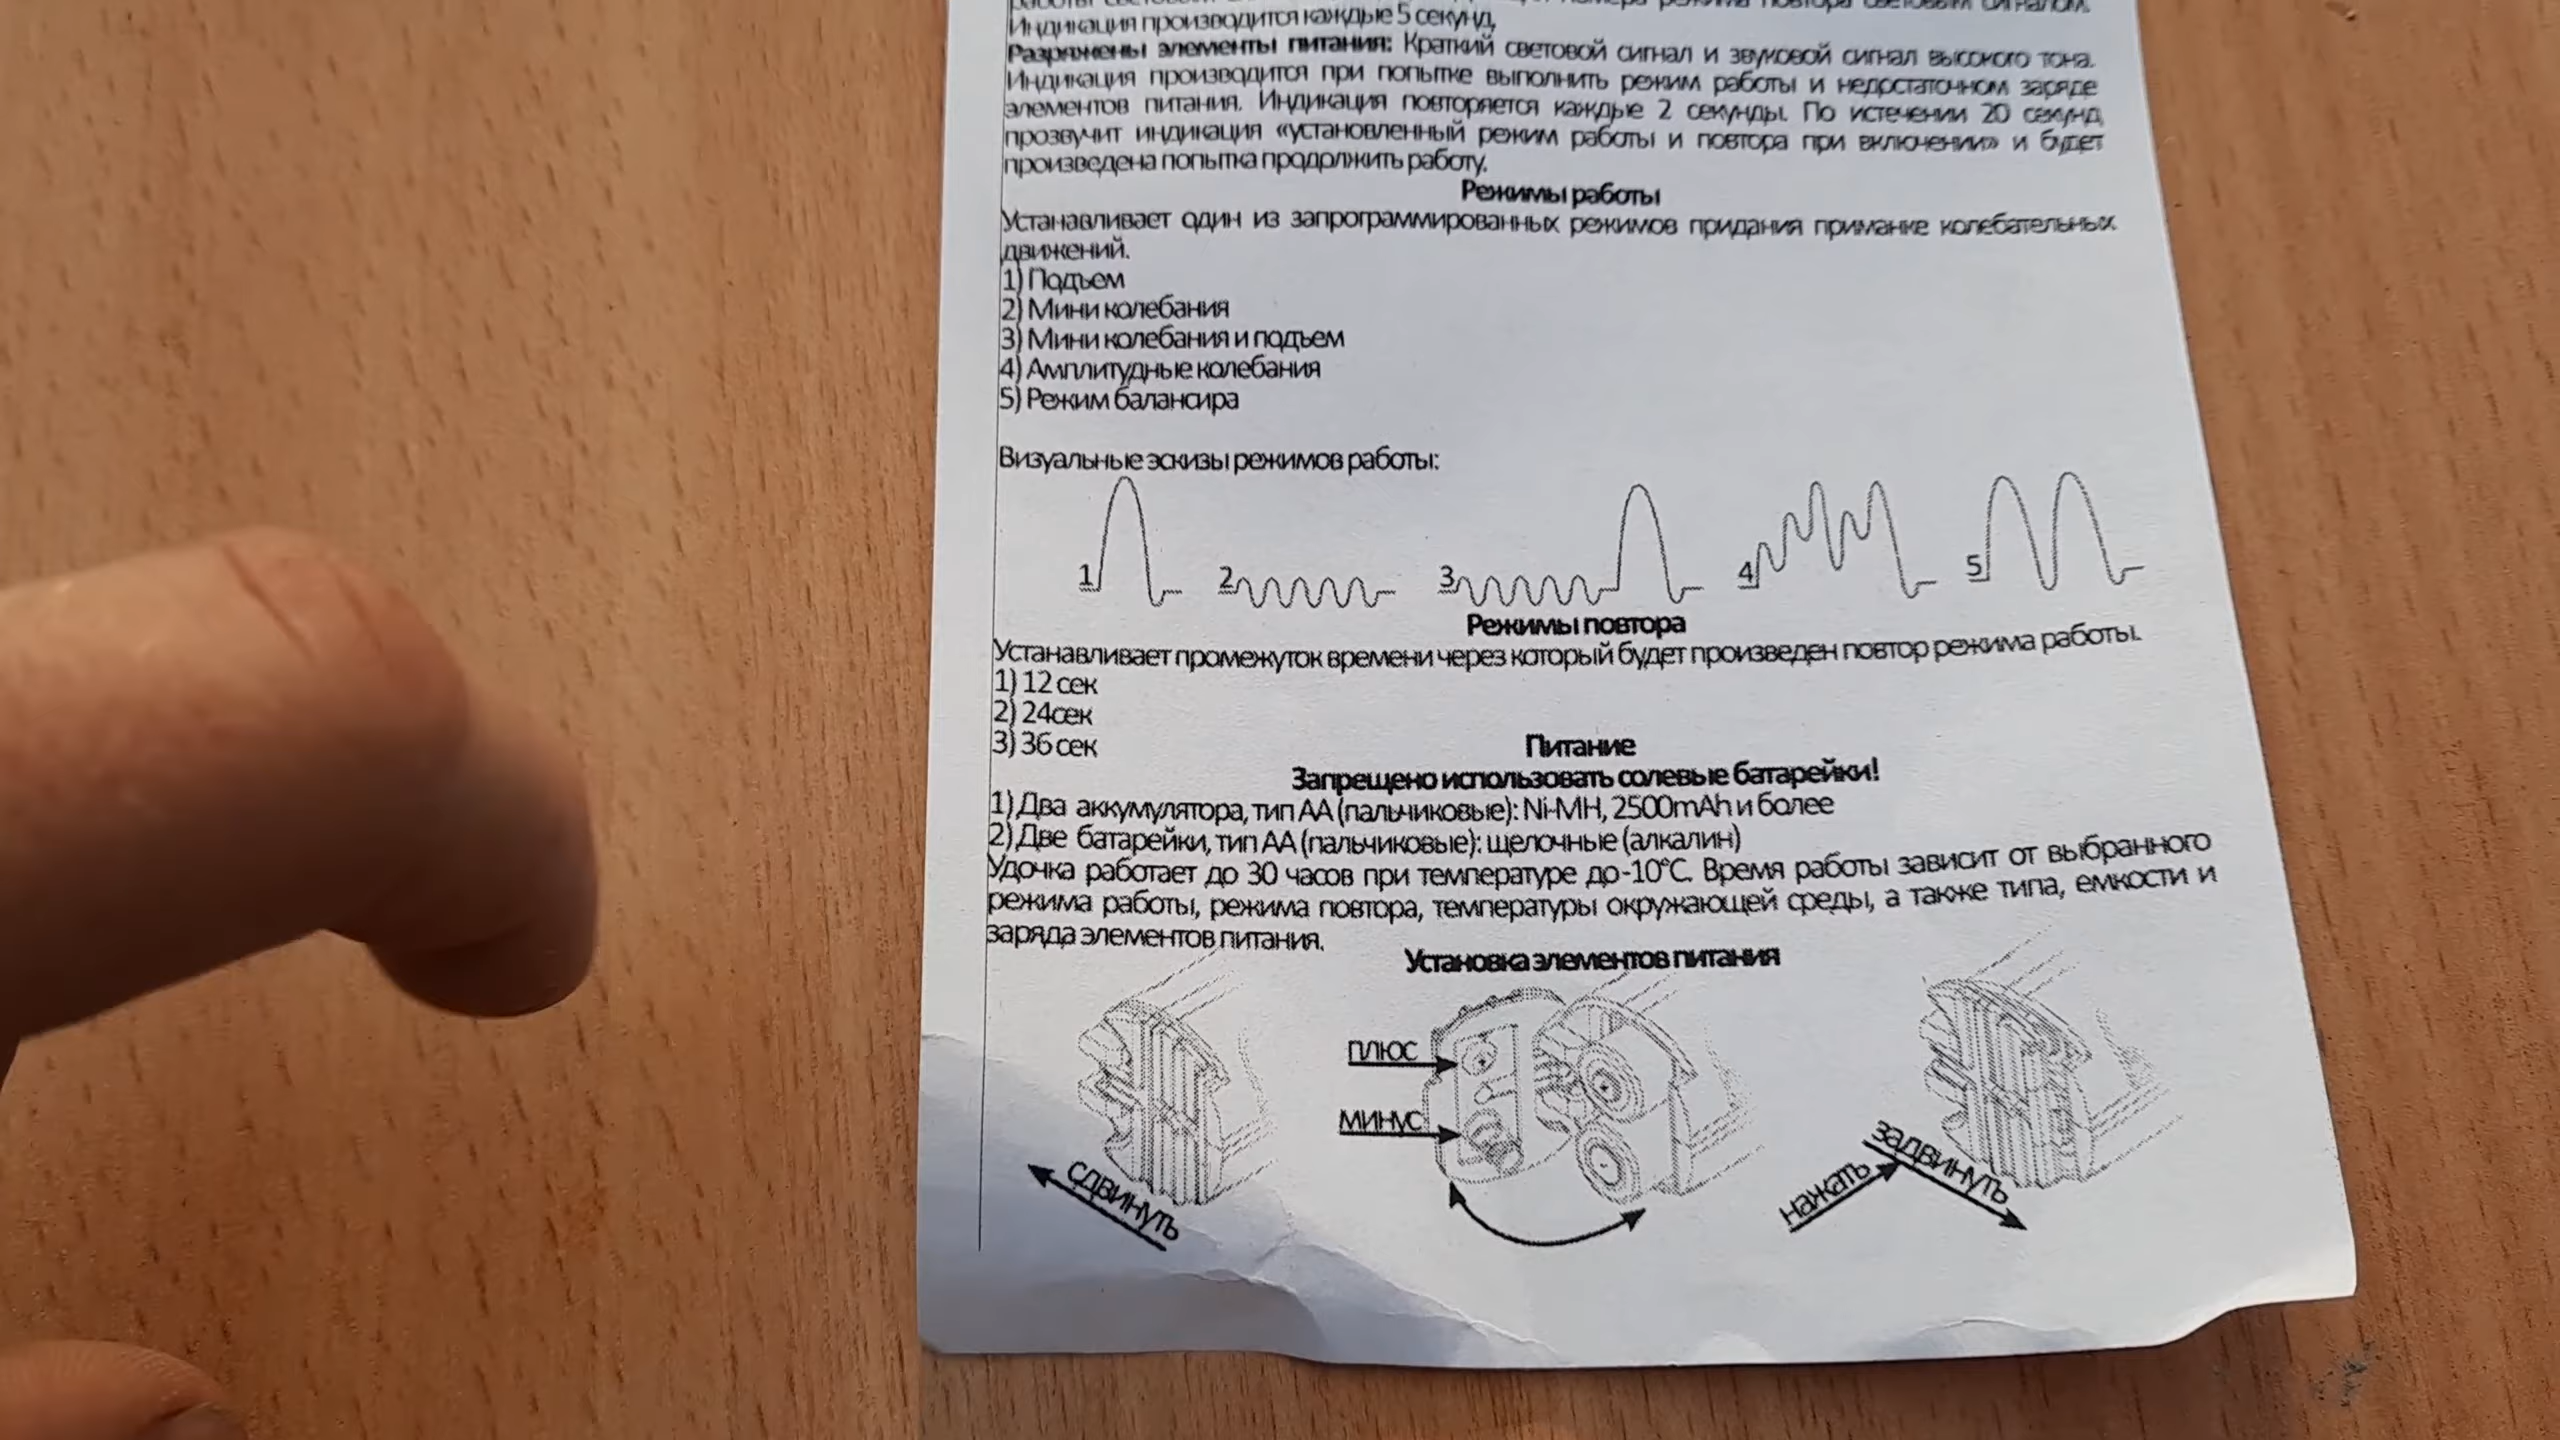 номера режима повтора световым сигналом.
Индикация производится каждые 5 секунд.
Разряжены элементы питания: Краткий световой сигнал и звуковой сигнал высокого тона.
Индикация производится при попытке выполнить режим работы и недостаточном заряде
элементов питания. Индикация повторяется каждые 2 секунды. По истечении 20 секунд
прозвучит индикация «установленный режим работы и повтора при включении» и будет
произведена попытка продолжить работу.
Режимы работы
Устанавливает один из запрограммированных режимов придания приманке колебательных
движений.
1) Подъем
2) Мини колебания
3) Мини колебания и подъем
4) Амплитудные колебания
5) Режим балансира
Визуальные эскизы режимов работы:
1 2 3 4 5
Режимы повтора
Устанавливает промежуток времени через который будет произведен повтор режима работы.
1) 12 сек
2) 24сек
3) 36 сек
Питание
Запрещено использовать солевые батарейки!
1) Два аккумулятора, тип АА (пальчиковые): Ni-MH, 2500mAh и более
2) Две батарейки, тип АА (пальчиковые): щелочные (алкалин)
Удочка работает до 30 часов при температуре до -10°С. Время работы зависит от выбранного
режима работы, режима повтора, температуры окружающей среды, а также типа, емкости и
заряда элементов питания.
Установка элементов питания
плюс
минус
сдвинуть
нажать
задвинуть